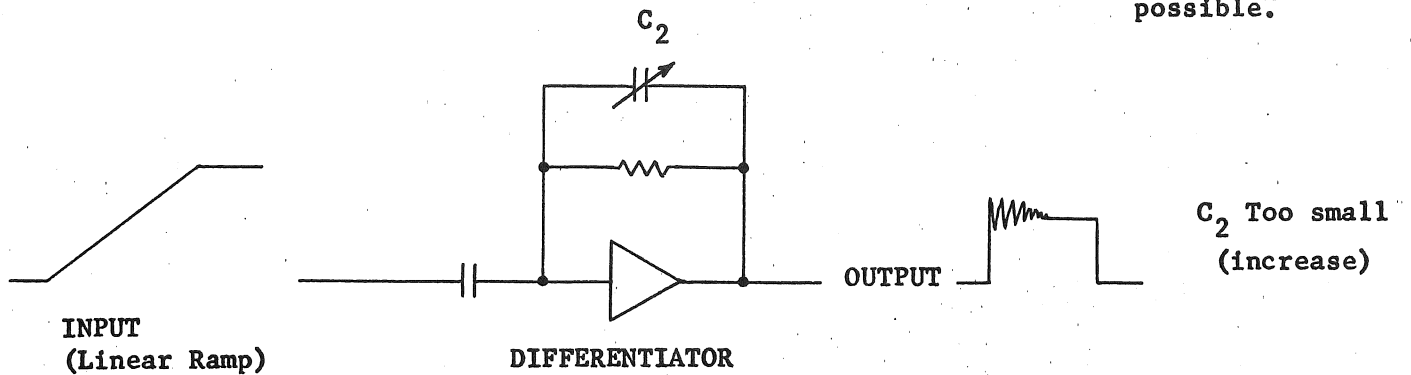 possible.
C2
C2 Too small
(increase)
OUTPUT
INPUT
(Linear Ramp)
DIFFERENTIATOR